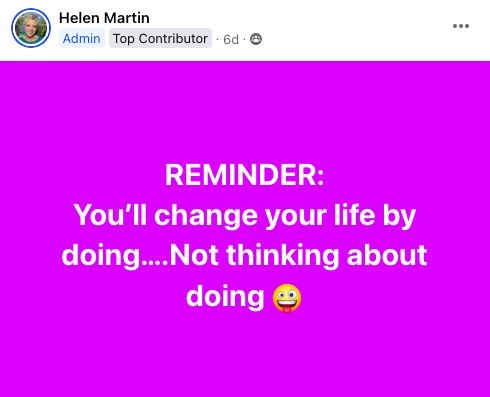 Helen Martin
Admin Top Contributor · 6d ·
REMINDER:
You’ll change your life by
doing....Not thinking about
doing 😜